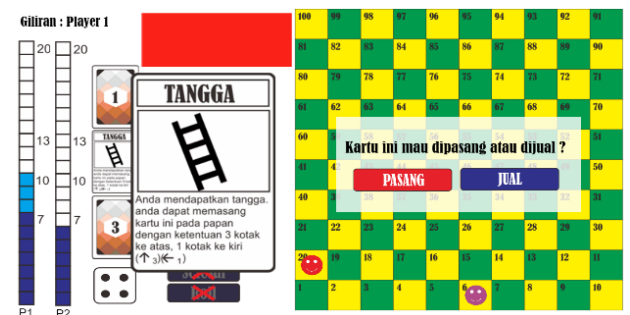 Giliran : Player 1
20
20
13
13
10
10
7
7
P1
P2
1
TANGGA
3
TANGGA
Anda mendapatkan tangga.
anda dapat memasang
kartu ini pada papan
dengan ketentuan 3 kotak
ke atas, 1 kotak ke kiri
(↑ 3)(← 1)
100 99 98 97 96 95 94 93 92 91
81 82 83 84 85 86 87 88 89 90
80 79 78 77 76 75 74 73 72 71
61 62 63 64 65 66 67 68 69 70
60 51
Kartu ini mau dipasang atau dijual ?
41 50
PASANG
JUAL
40 31
21 22 23 24 25 26 27 28 29 30
20 19 18 17 16 15 14 13 12 11
1 2 3 4 5 6 7 8 9 10